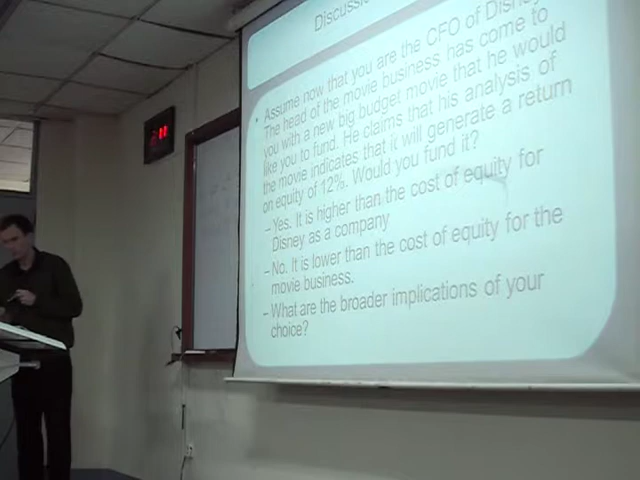 Discussi
Assume now that you are the CFO of Disney
The head of the movie business has come to
you with a new big budget movie that he would
like you to fund. He claims that his analysis of
the movie indicates that it will generate a return
on equity of 12%. Would you fund it?
– Yes. It is higher than the cost of equity for
Disney as a company
– No. It is lower than the cost of equity for the
movie business.
– What are the broader implications of your
choice?